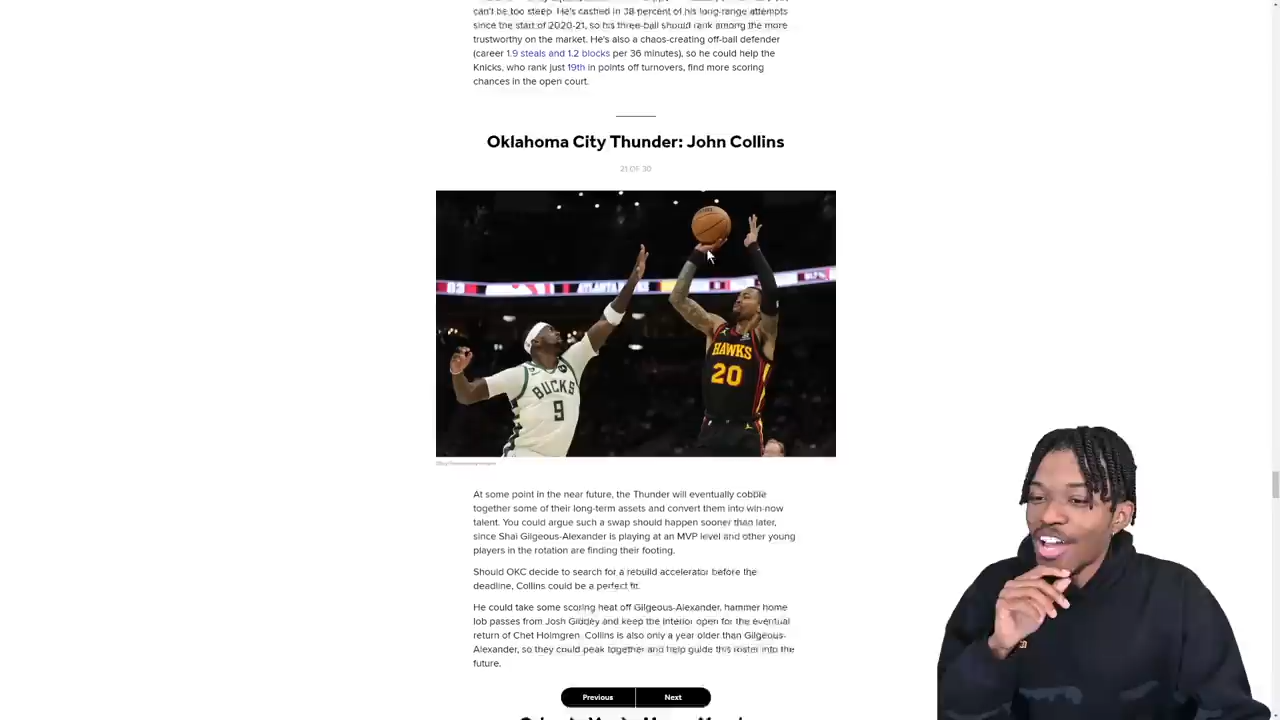 can't be too steep. He's cashed in 38 percent of his long-range attempts
since the start of 2020-21, so his three-ball should rank among the more
trustworthy on the market. He's also a chaos-creating off-ball defender
(career 1.9 steals and 1.2 blocks per 36 minutes), so he could help the
Knicks, who rank just 19th in points off turnovers, find more scoring
chances in the open court.
Oklahoma City Thunder: John Collins
21 OF 30
ATLANTA
HAWKS
20
BUCKS
9
At some point in the near future, the Thunder will eventually cobble
together some of their long-term assets and convert them into win-now
talent. You could argue such a swap should happen sooner than later,
since Shai Gilgeous-Alexander is playing at an MVP level and other young
players in the rotation are finding their footing.
Should OKC decide to search for a rebuild accelerator before the
deadline, Collins could be a perfect fit.
He could take some scoring heat off Gilgeous-Alexander, hammer home
lob passes from Josh Giddey and keep the interior open for the eventual
return of Chet Holmgren. Collins is also only a year older than Gilgeous-
Alexander, so they could peak together and help guide this roster into the
future.
Previous
Next